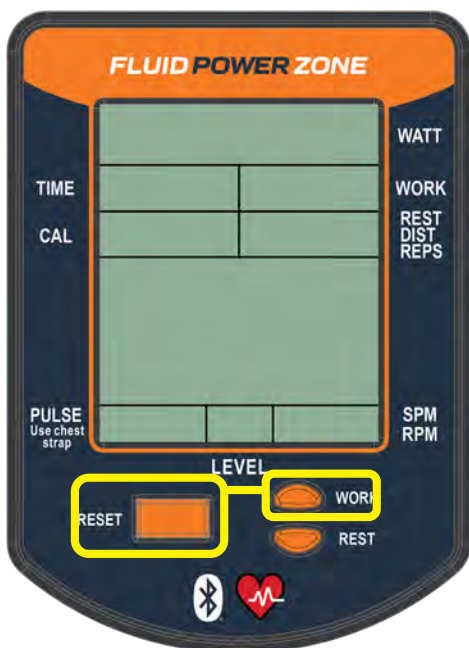 FLUID POWER ZONE
WATT
TIME
WORK
CAL
REST
DIST
REPS
PULSE
Use chest
strap
SPM
RPM
LEVEL
RESET
WORK
REST